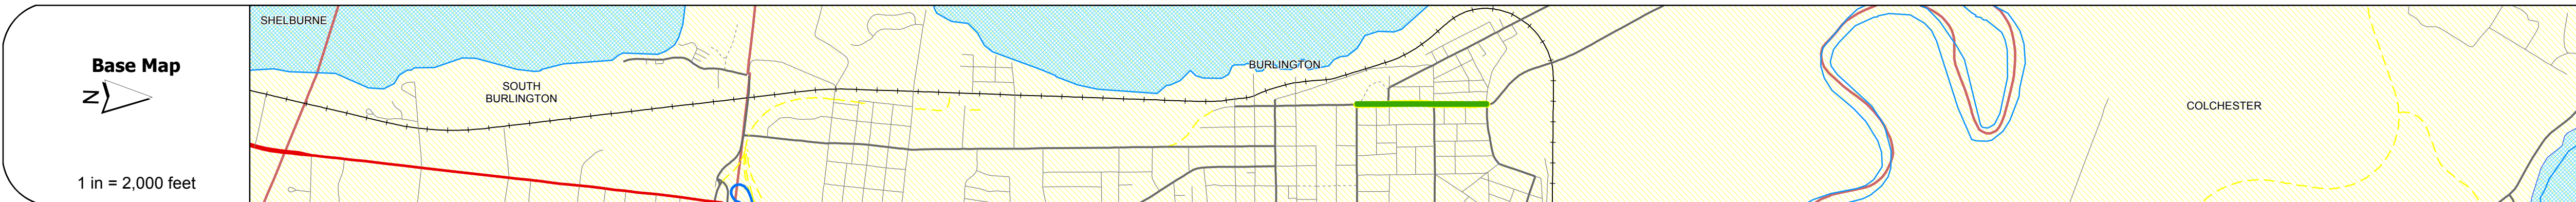 Base Map
N
1 in = 2,000 feet
SHELBURNE
SOUTH
BURLINGTON
BURLINGTON
COLCHESTER